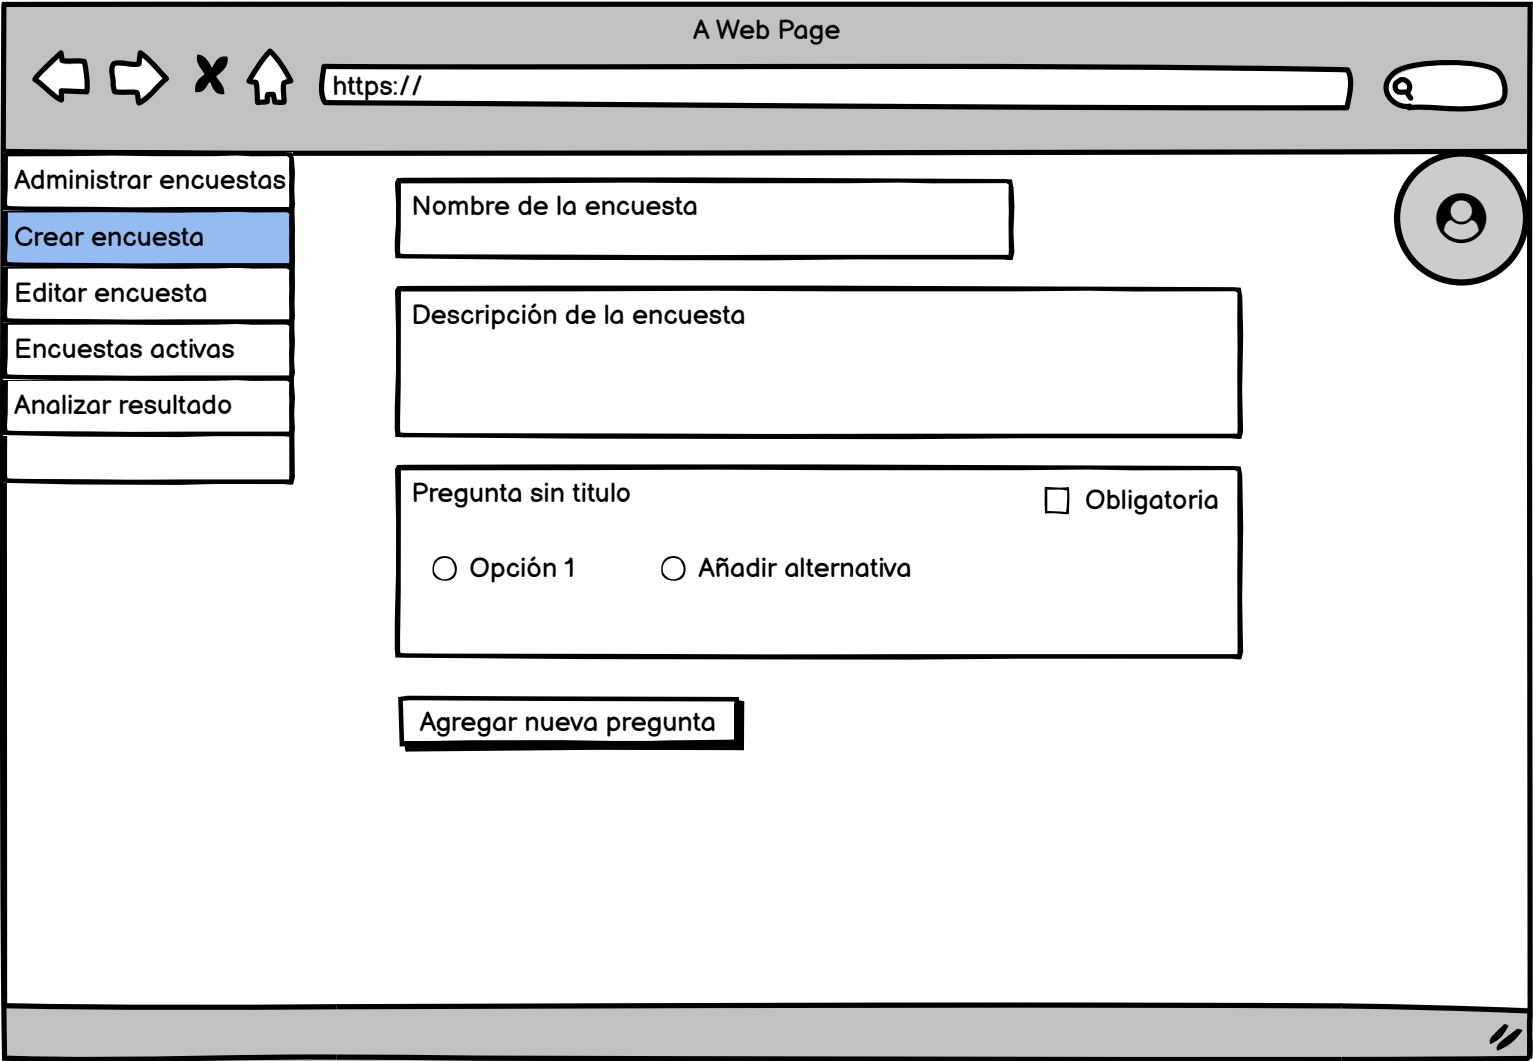 A Web Page
https://
Administrar encuestas
Crear encuesta
Editar encuesta
Encuestas activas
Analizar resultado
Nombre de la encuesta
Descripción de la encuesta
Pregunta sin titulo
Obligatoria
Opción 1
Añadir alternativa
Agregar nueva pregunta